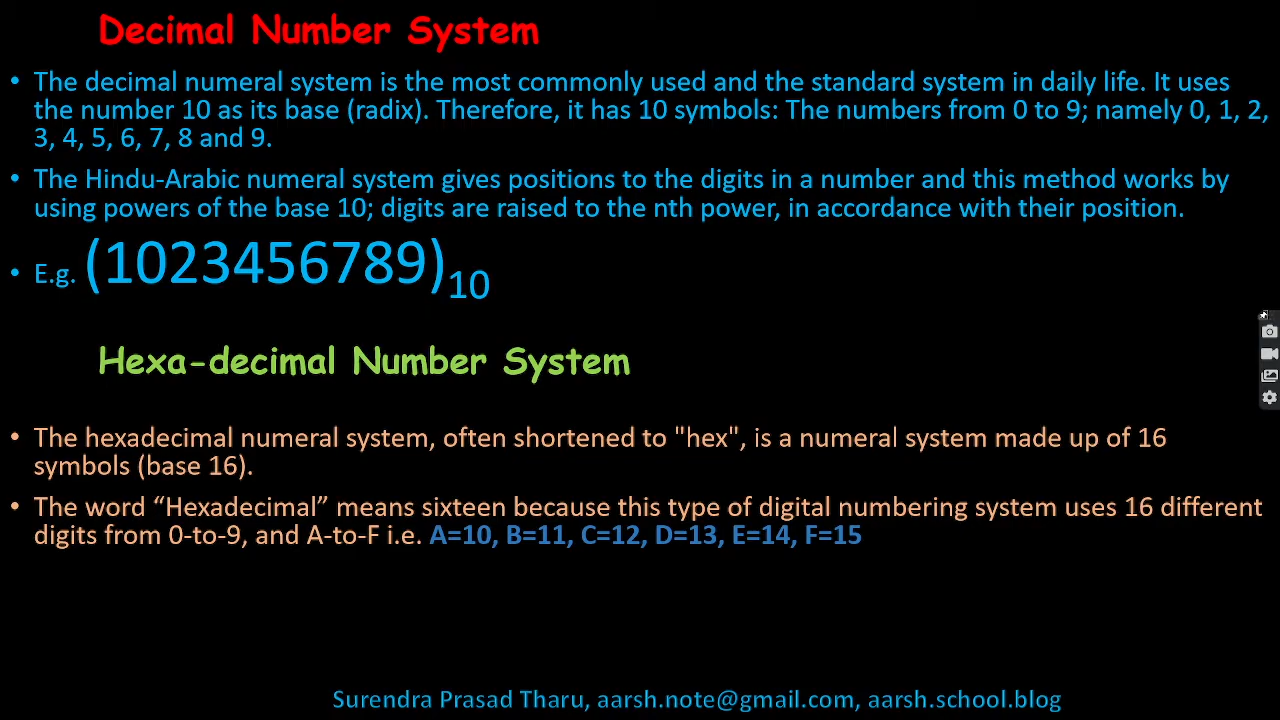 Decimal Number System
• The decimal numeral system is the most commonly used and the standard system in daily life. It uses
the number 10 as its base (radix). Therefore, it has 10 symbols: The numbers from 0 to 9; namely 0, 1, 2,
3, 4, 5, 6, 7, 8 and 9.
• The Hindu-Arabic numeral system gives positions to the digits in a number and this method works by
using powers of the base 10; digits are raised to the nth power, in accordance with their position.
• E.g. (1023456789)10
Hexa-decimal Number System
• The hexadecimal numeral system, often shortened to "hex", is a numeral system made up of 16
symbols (base 16).
• The word “Hexadecimal” means sixteen because this type of digital numbering system uses 16 different
digits from 0-to-9, and A-to-F i.e. A=10, B=11, C=12, D=13, E=14, F=15
Surendra Prasad Tharu, aarsh.note@gmail.com, aarsh.school.blog